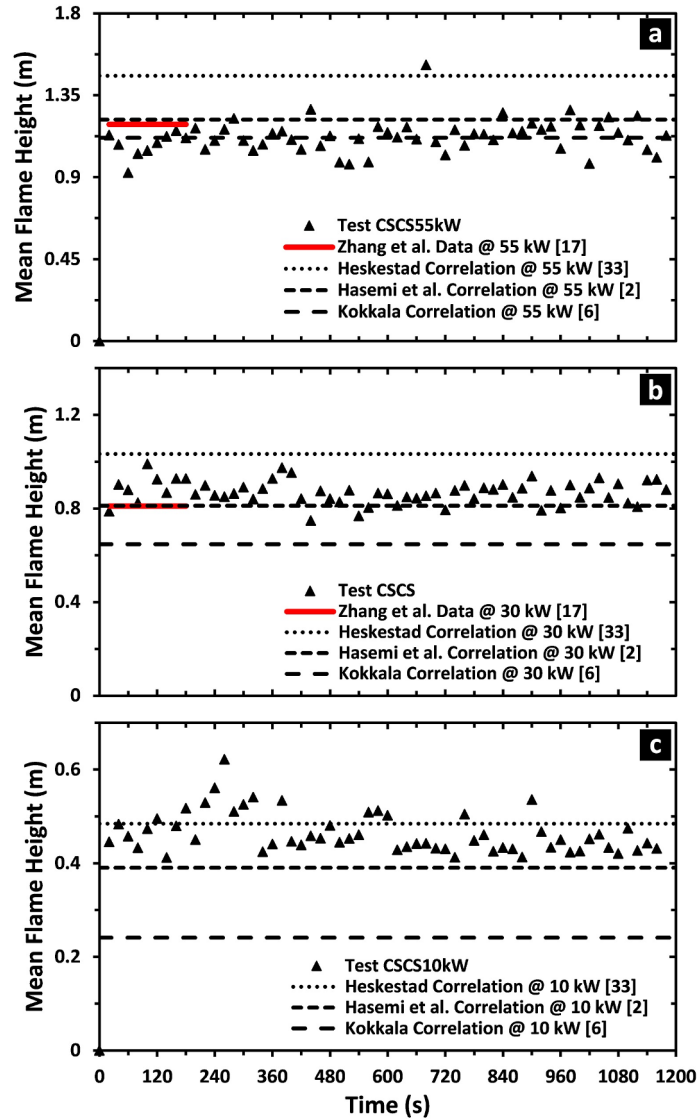 a
Mean Flame Height (m)
1.8
1.35
0.9
0.45
0
Test CSCS55kW
Zhang et al. Data @ 55 kW [17]
Heskestad Correlation @ 55 kW [33]
Hasemi et al. Correlation @ 55 kW [2]
Kokkala Correlation @ 55 kW [6]
b
Mean Flame Height (m)
1.2
0.8
0.4
0
Test CSCS
Zhang et al. Data @ 30 kW [17]
Heskestad Correlation @ 30 kW [33]
Hasemi et al. Correlation @ 30 kW [2]
Kokkala Correlation @ 30 kW [6]
c
Mean Flame Height (m)
0.6
0.4
0.2
0
Test CSCS10kW
Heskestad Correlation @ 10 kW [33]
Hasemi et al. Correlation @ 10 kW [2]
Kokkala Correlation @ 10 kW [6]
0 120 240 360 480 600 720 840 960 1080 1200
Time (s)